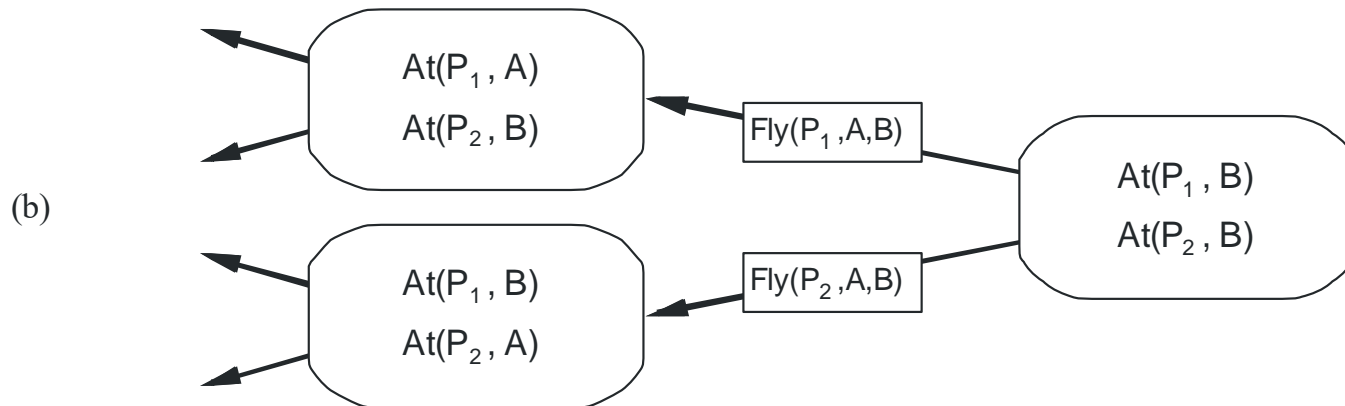 (b)
At(P₁, A)
At(P₂, B)
Fly(P₁,A,B)
At(P₁, B)
At(P₂, B)
At(P₁, B)
At(P₂, A)
Fly(P₂,A,B)